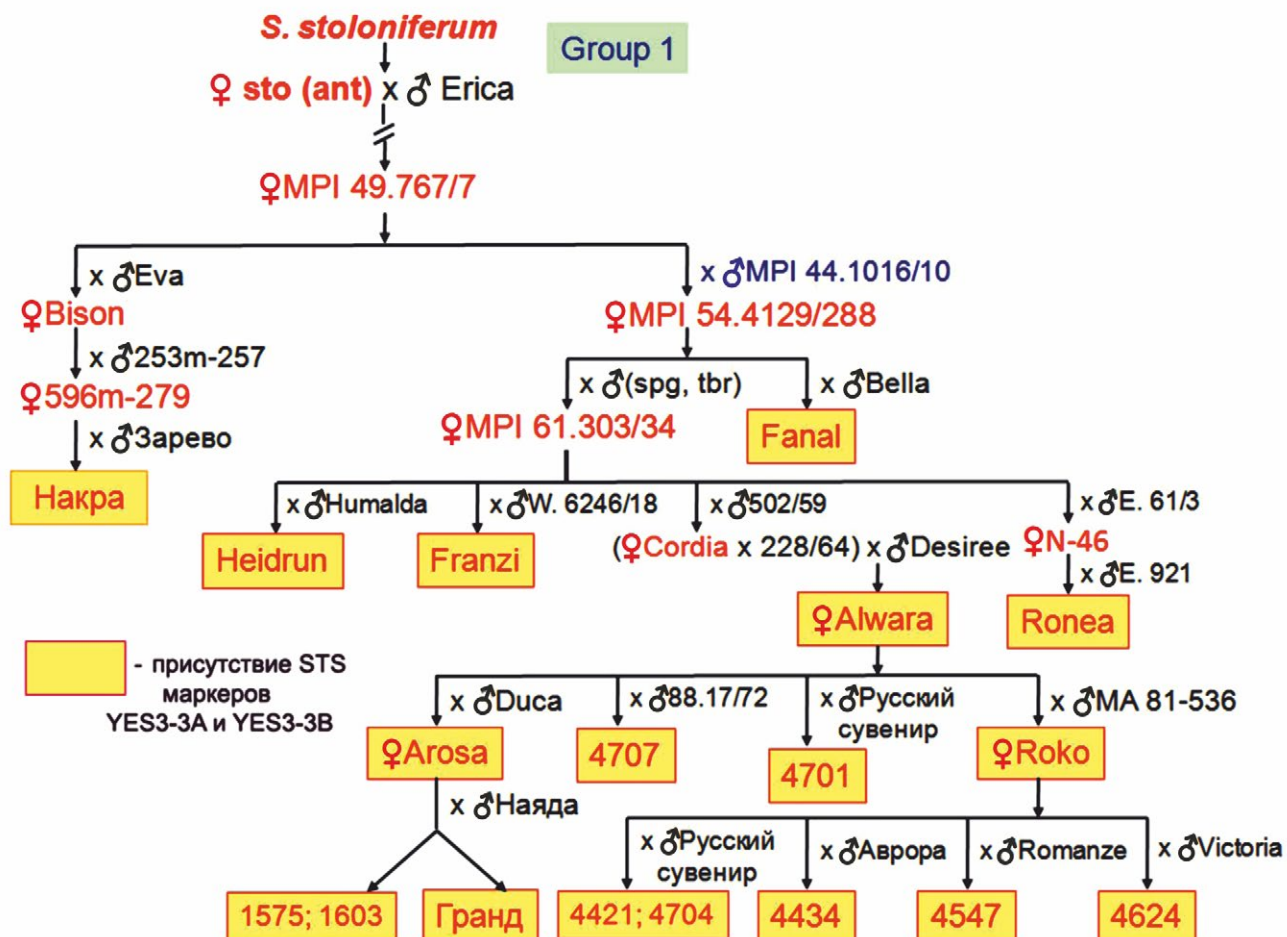 S. stoloniferum
Group 1
♀ sto (ant) x ♂ Erica
♀MPI 49.767/7
x ♂Eva
x ♂MPI 44.1016/10
♀Bison
♀MPI 54.4129/288
x ♂253m-257
♀596m-279
x ♂(spg, tbr)
x ♂Bella
x ♂Зарево
♀MPI 61.303/34
Fanal
Накра
x ♂Humalda
x ♂W. 6246/18
x ♂502/59
x ♂E. 61/3
Heidrun
Franzi
(♀Cordia x 228/64) x ♂Desiree
♀N-46
x ♂E. 921
♀Alwara
Ronea
- присутствие STS
маркеров
YES3-3A и YES3-3B
x ♂Duca
x ♂88.17/72
x ♂Русский
сувенир
x ♂MA 81-536
♀Arosa
4707
4701
♀Roko
x ♂Наяда
x ♂Русский
сувенир
x ♂Аврора
x ♂Romanze
x ♂Victoria
1575; 1603
Гранд
4421; 4704
4434
4547
4624